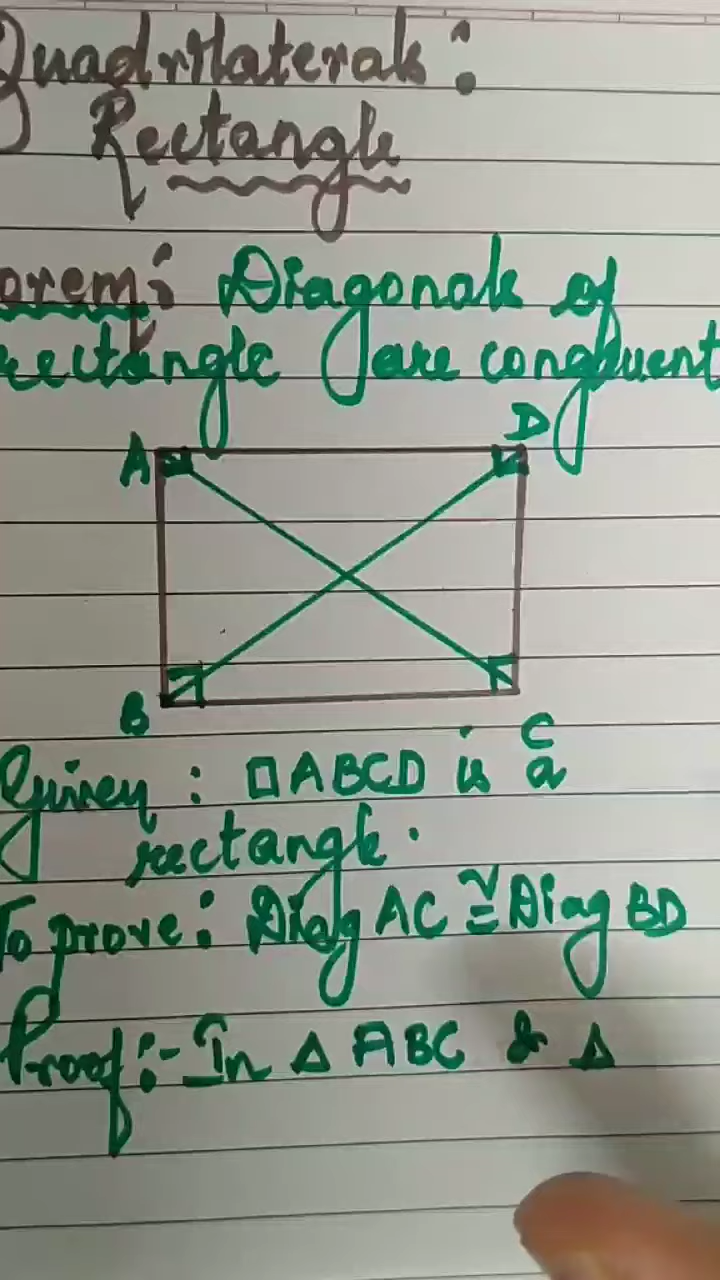 Quadrilaterals:
Rectangle
orem: Diagonals of
rectangle are congruent
A D
B C
Given : □ABCD is a
rectangle.
To prove: Diag AC ≅ Diag BD
Proof:- In △ ABC & △